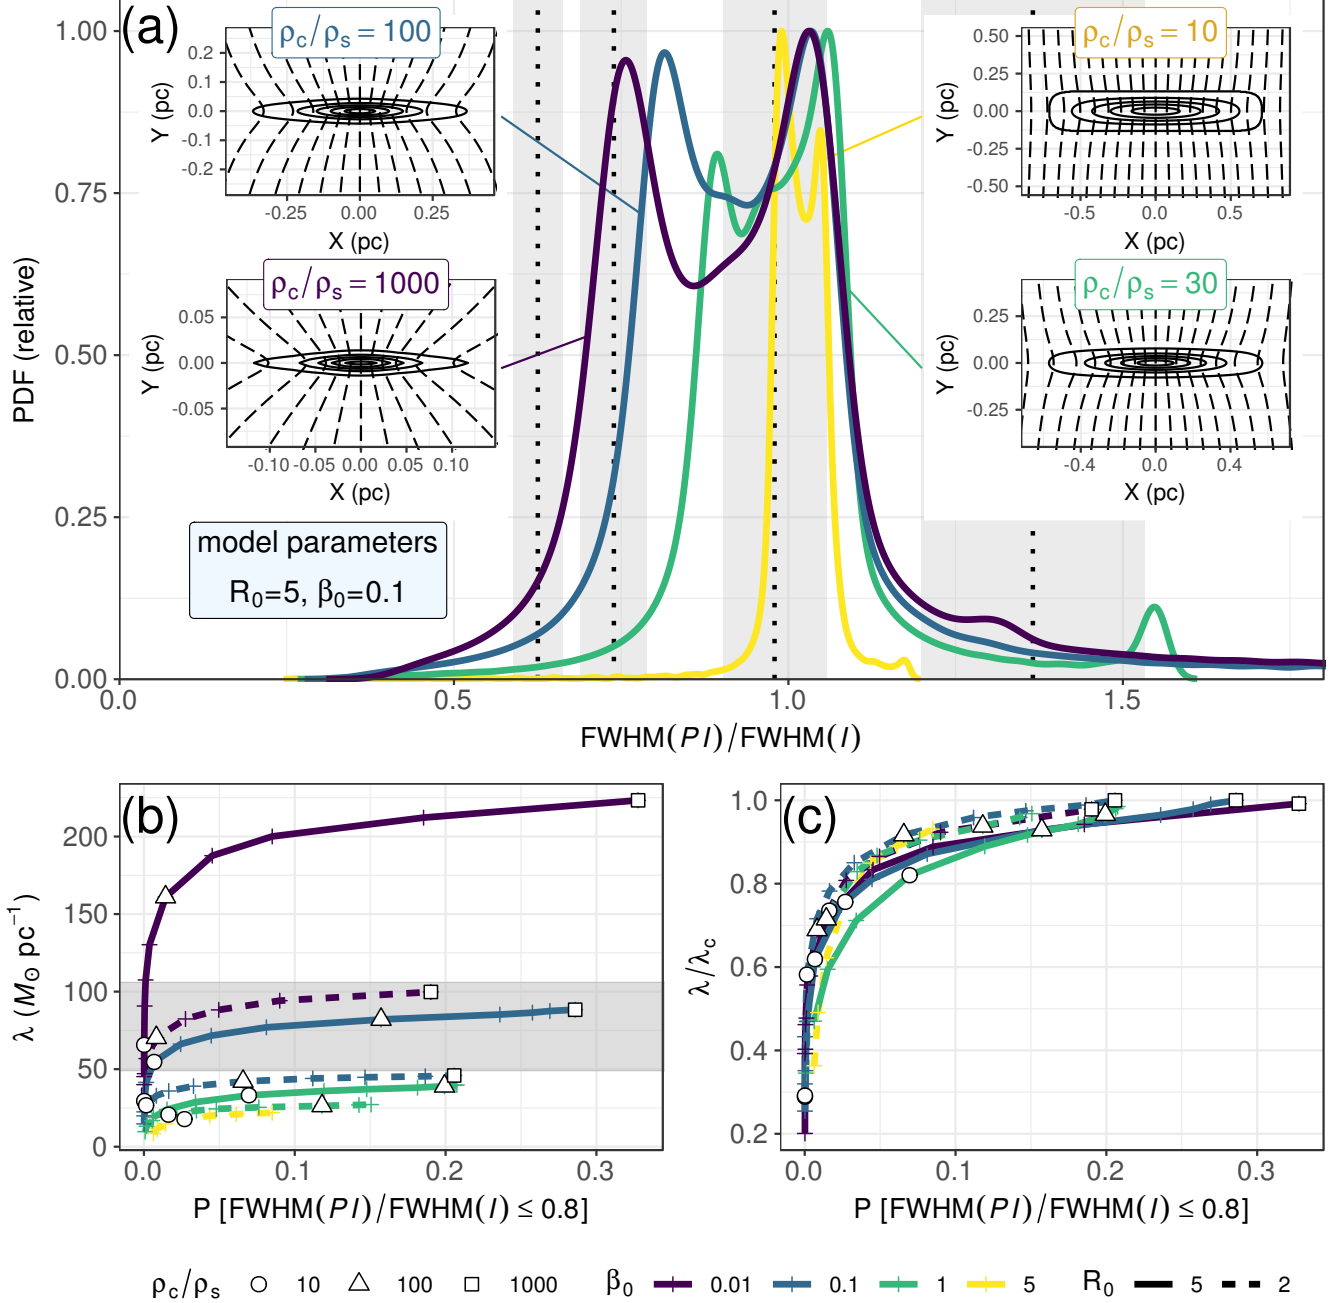 (a)
PDF (relative)
1.00
0.75
0.50
0.25
0.00
0.0
0.5
1.0
1.5
FWHM(PI)/FWHM(I)
ρc/ρs = 100
Y (pc)
0.2
0.1
0.0
-0.1
-0.2
-0.25
0.00
0.25
X (pc)
ρc/ρs = 1000
Y (pc)
0.05
0.00
-0.05
-0.10
-0.05
0.00
0.05
0.10
X (pc)
model parameters
R0=5, β0=0.1
ρc/ρs = 10
Y (pc)
0.50
0.25
0.00
-0.25
-0.50
-0.5
0.0
0.5
X (pc)
ρc/ρs = 30
Y (pc)
0.25
0.00
-0.25
-0.4
0.0
0.4
X (pc)
(b)
λ (M⊙ pc⁻¹)
200
150
100
50
0
0.0
0.1
0.2
0.3
P [FWHM(PI)/FWHM(I) ≤ 0.8]
(c)
λ/λc
1.0
0.8
0.6
0.4
0.2
0.0
0.1
0.2
0.3
P [FWHM(PI)/FWHM(I) ≤ 0.8]
ρc/ρs 10 100 1000 β0 0.01 0.1 1 5 R0 5 2